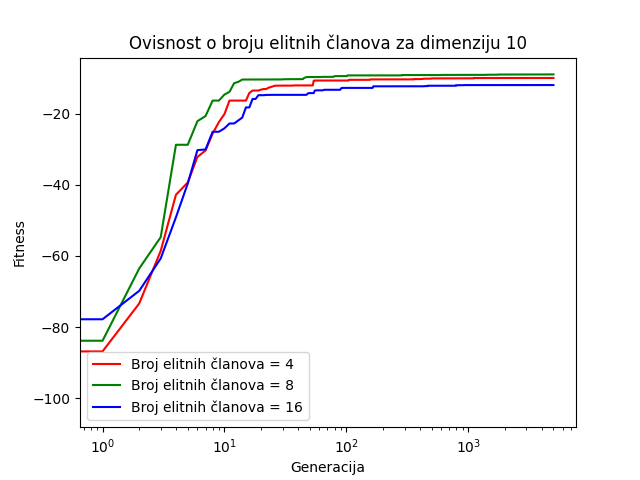 Ovisnost o broju elitnih članova za dimenziju 10
Fitness
−20
−40
−60
−80
−100
Broj elitnih članova = 4
Broj elitnih članova = 8
Broj elitnih članova = 16
10⁰ 10¹ 10² 10³
Generacija